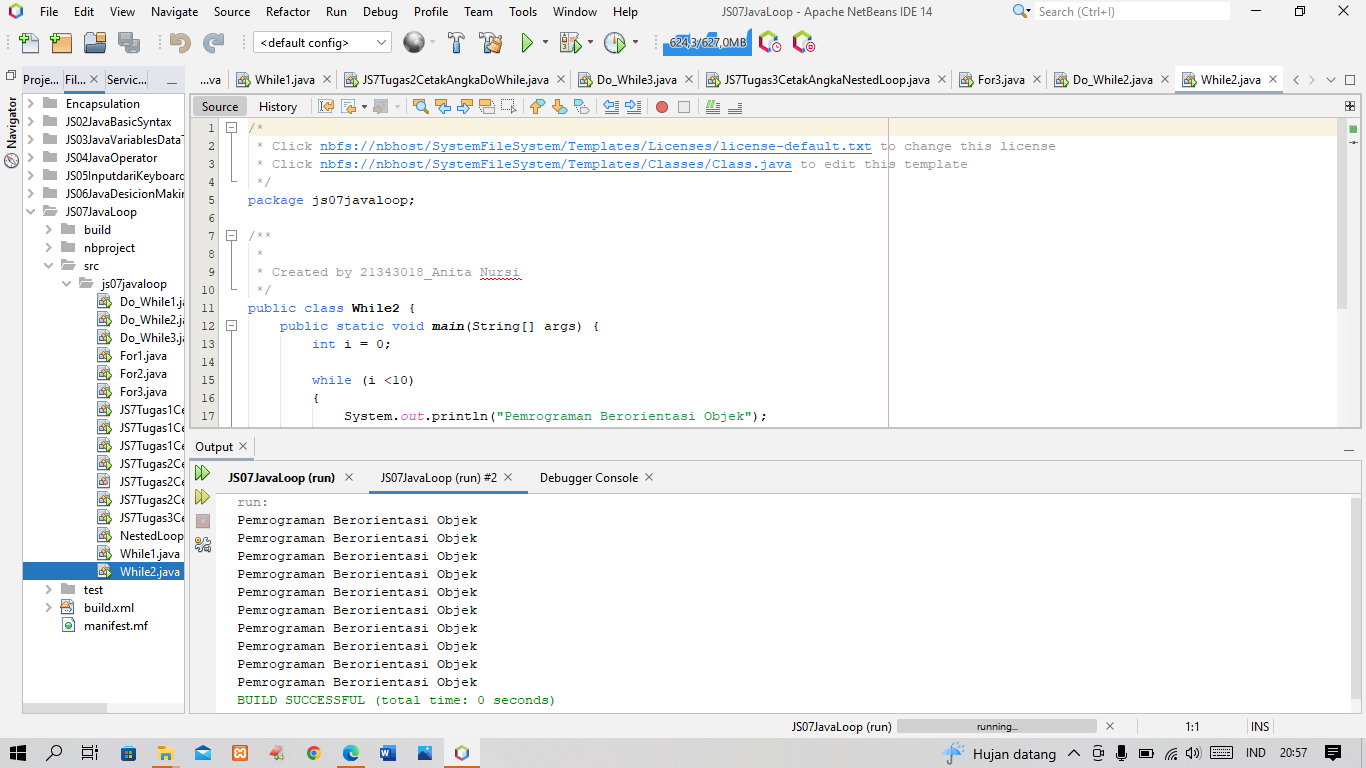 File Edit View Navigate Source Refactor Run Debug Profile Team Tools Window Help
JS07JavaLoop - Apache NetBeans IDE 14
Search (Ctrl+I)
<default config>
624,3/627,0MB
Proje... Fil... Servic...
...va While1.java JS7Tugas2CetakAngkaDoWhile.java Do_While3.java JS7Tugas3CetakAngkaNestedLoop.java For3.java Do_While2.java While2.java
Navigator
Encapsulation
JS02JavaBasicSyntax
JS03JavaVariablesDataT
JS04JavaOperator
JS05InputdariKeyboard
JS06JavaDesicionMakin
JS07JavaLoop
build
nbproject
src
js07javaloop
Do_While1.ja
Do_While2.ja
Do_While3.ja
For1.java
For2.java
For3.java
JS7Tugas1Ce
JS7Tugas1Ce
JS7Tugas1Ce
JS7Tugas2Ce
JS7Tugas2Ce
JS7Tugas2Ce
JS7Tugas3Ce
NestedLoop
While1.java
While2.java
test
build.xml
manifest.mf
Source History
1 /*
2 * Click nbfs://nbhost/SystemFileSystem/Templates/Licenses/license-default.txt to change this license
3 * Click nbfs://nbhost/SystemFileSystem/Templates/Classes/Class.java to edit this template
4 */
5 package js07javaloop;
6
7 /**
8 *
9 * Created by 21343018_Anita Nursi
10 */
11 public class While2 {
12 public static void main(String[] args) {
13 int i = 0;
14
15 while (i <10)
16 {
17 System.out.println("Pemrograman Berorientasi Objek");
Output
JS07JavaLoop (run) JS07JavaLoop (run) #2 Debugger Console
run:
Pemrograman Berorientasi Objek
Pemrograman Berorientasi Objek
Pemrograman Berorientasi Objek
Pemrograman Berorientasi Objek
Pemrograman Berorientasi Objek
Pemrograman Berorientasi Objek
Pemrograman Berorientasi Objek
Pemrograman Berorientasi Objek
Pemrograman Berorientasi Objek
Pemrograman Berorientasi Objek
BUILD SUCCESSFUL (total time: 0 seconds)
JS07JavaLoop (run) running... 1:1 INS
Hujan datang IND 20:57